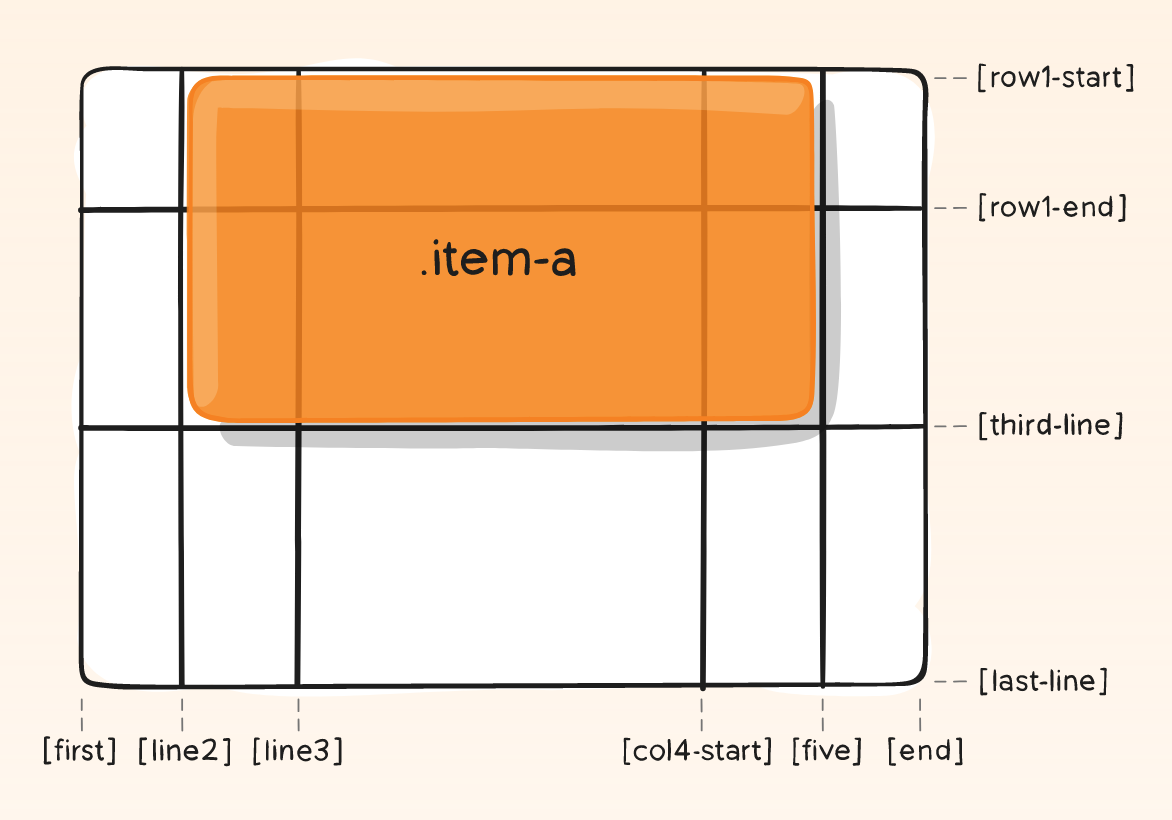 [row1-start]
[row1-end]
.item-a
[third-line]
[last-line]
[first] [line2] [line3] [col4-start] [five] [end]